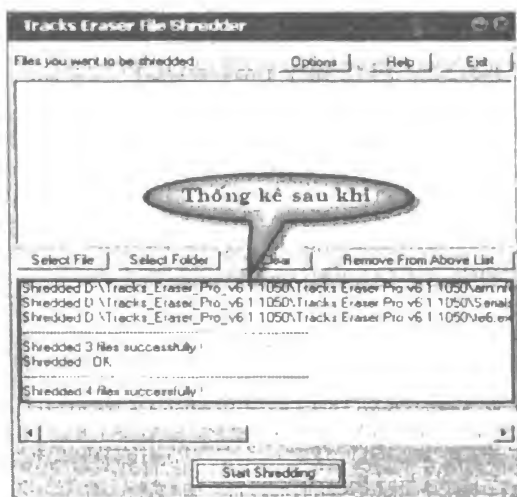 Tracks Eraser File Shredder
Files you want to be shredded
Options Help Exit
Thống kê sau khi
Select File Select Folder Clear Remove From Above List
Shredded D:\Tracks_Eraser_Pro_v6.1 1050\Tracks Eraser Pro v6.1 1050\
Shredded D:\Tracks_Eraser_Pro_v6.1 1050\Tracks Eraser Pro v6.1 1050\Serials
Shredded D:\Tracks_Eraser_Pro_v6.1 1050\Tracks Eraser Pro v6.1 1050\te6.ex
Shredded 3 files successfully !
Shredded OK
Shredded 4 files successfully !
Start Shredding